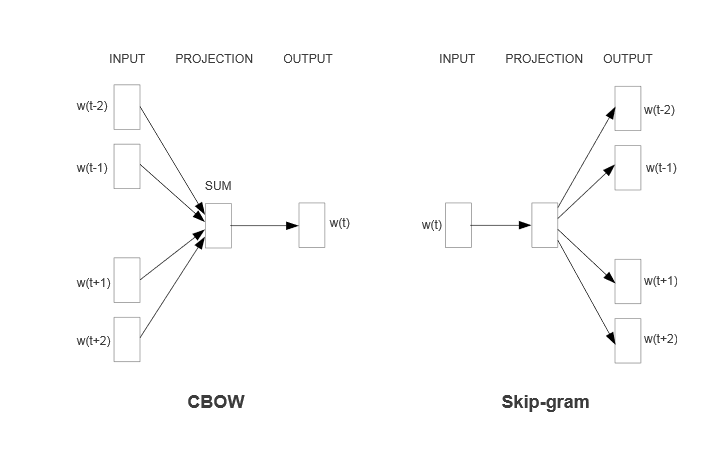 INPUT PROJECTION OUTPUT
w(t-2)
w(t-1)
SUM
w(t)
w(t+1)
w(t+2)
CBOW
INPUT PROJECTION OUTPUT
w(t-2)
w(t-1)
w(t)
w(t+1)
w(t+2)
Skip-gram